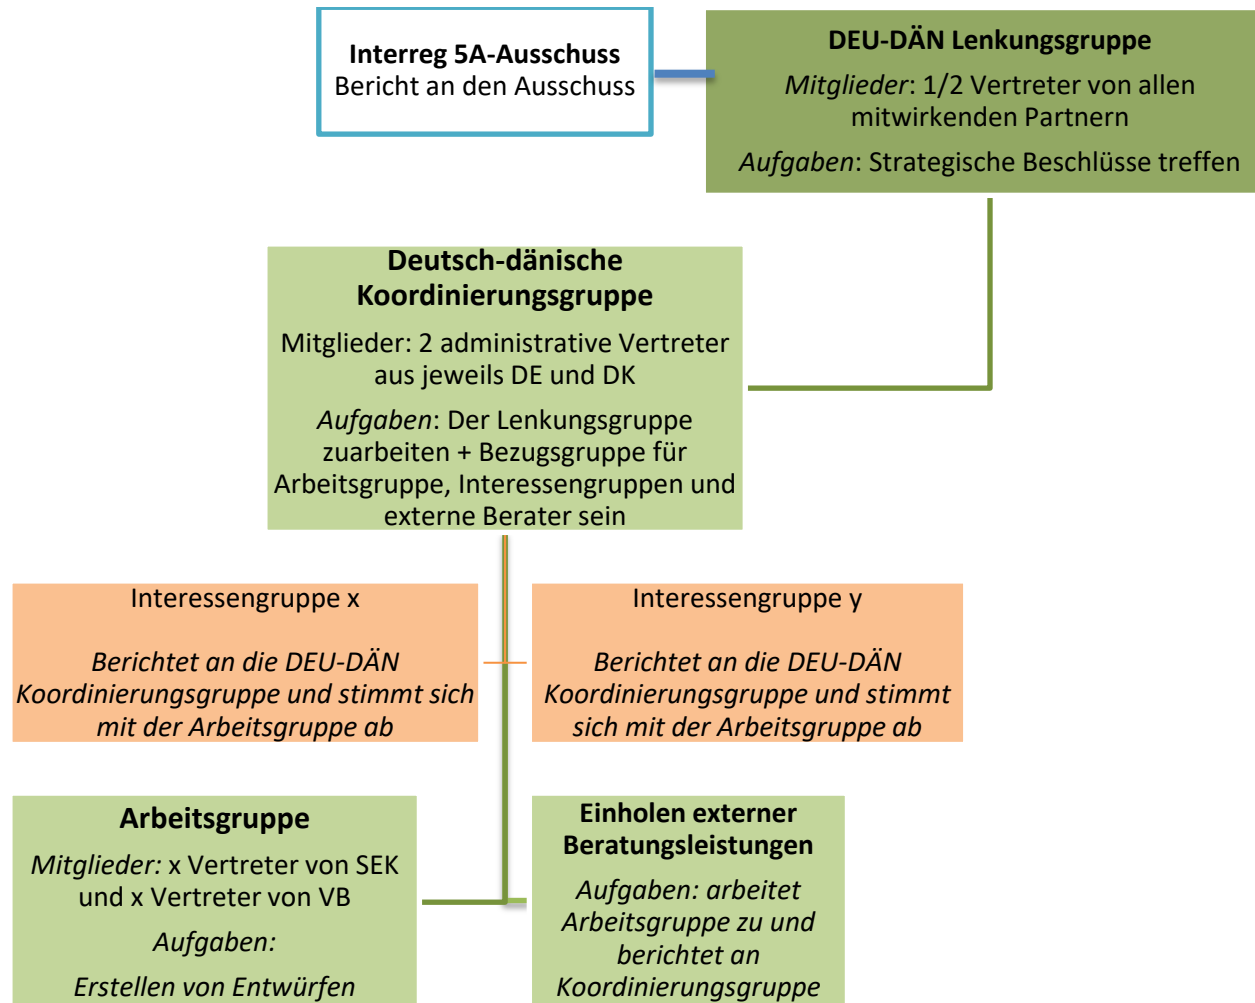 Interreg 5A-Ausschuss
Bericht an den Ausschuss
DEU-DÄN Lenkungsgruppe
Mitglieder: 1/2 Vertreter von allen
mitwirkenden Partnern
Aufgaben: Strategische Beschlüsse treffen
Deutsch-dänische
Koordinierungsgruppe
Mitglieder: 2 administrative Vertreter
aus jeweils DE und DK
Aufgaben: Der Lenkungsgruppe
zuarbeiten + Bezugsgruppe für
Arbeitsgruppe, Interessengruppen und
externe Berater sein
Interessengruppe x
Berichtet an die DEU-DÄN
Koordinierungsgruppe und stimmt sich
mit der Arbeitsgruppe ab
Interessengruppe y
Berichtet an die DEU-DÄN
Koordinierungsgruppe und stimmt
sich mit der Arbeitsgruppe ab
Arbeitsgruppe
Mitglieder: x Vertreter von SEK
und x Vertreter von VB
Aufgaben:
Erstellen von Entwürfen
Einholen externer
Beratungsleistungen
Aufgaben: arbeitet
Arbeitsgruppe zu und
berichtet an
Koordinierungsgruppe